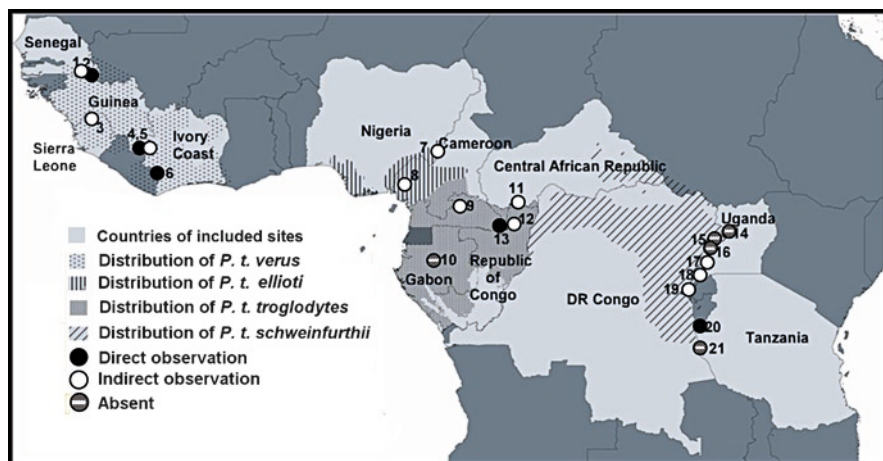 Senegal
1,2
Guinea
3
Sierra
Leone
4,5
Ivory
Coast
6
Nigeria
7
Cameroon
8
Central African Republic
9
11
12
13
10
Gabon
Republic
of
Congo
DR Congo
Uganda
14
15
16
17
18
19
20
21
Tanzania
Countries of included sites
Distribution of P. t. verus
Distribution of P. t. ellioti
Distribution of P. t. troglodytes
Distribution of P. t. schweinfurthii
Direct observation
Indirect observation
Absent